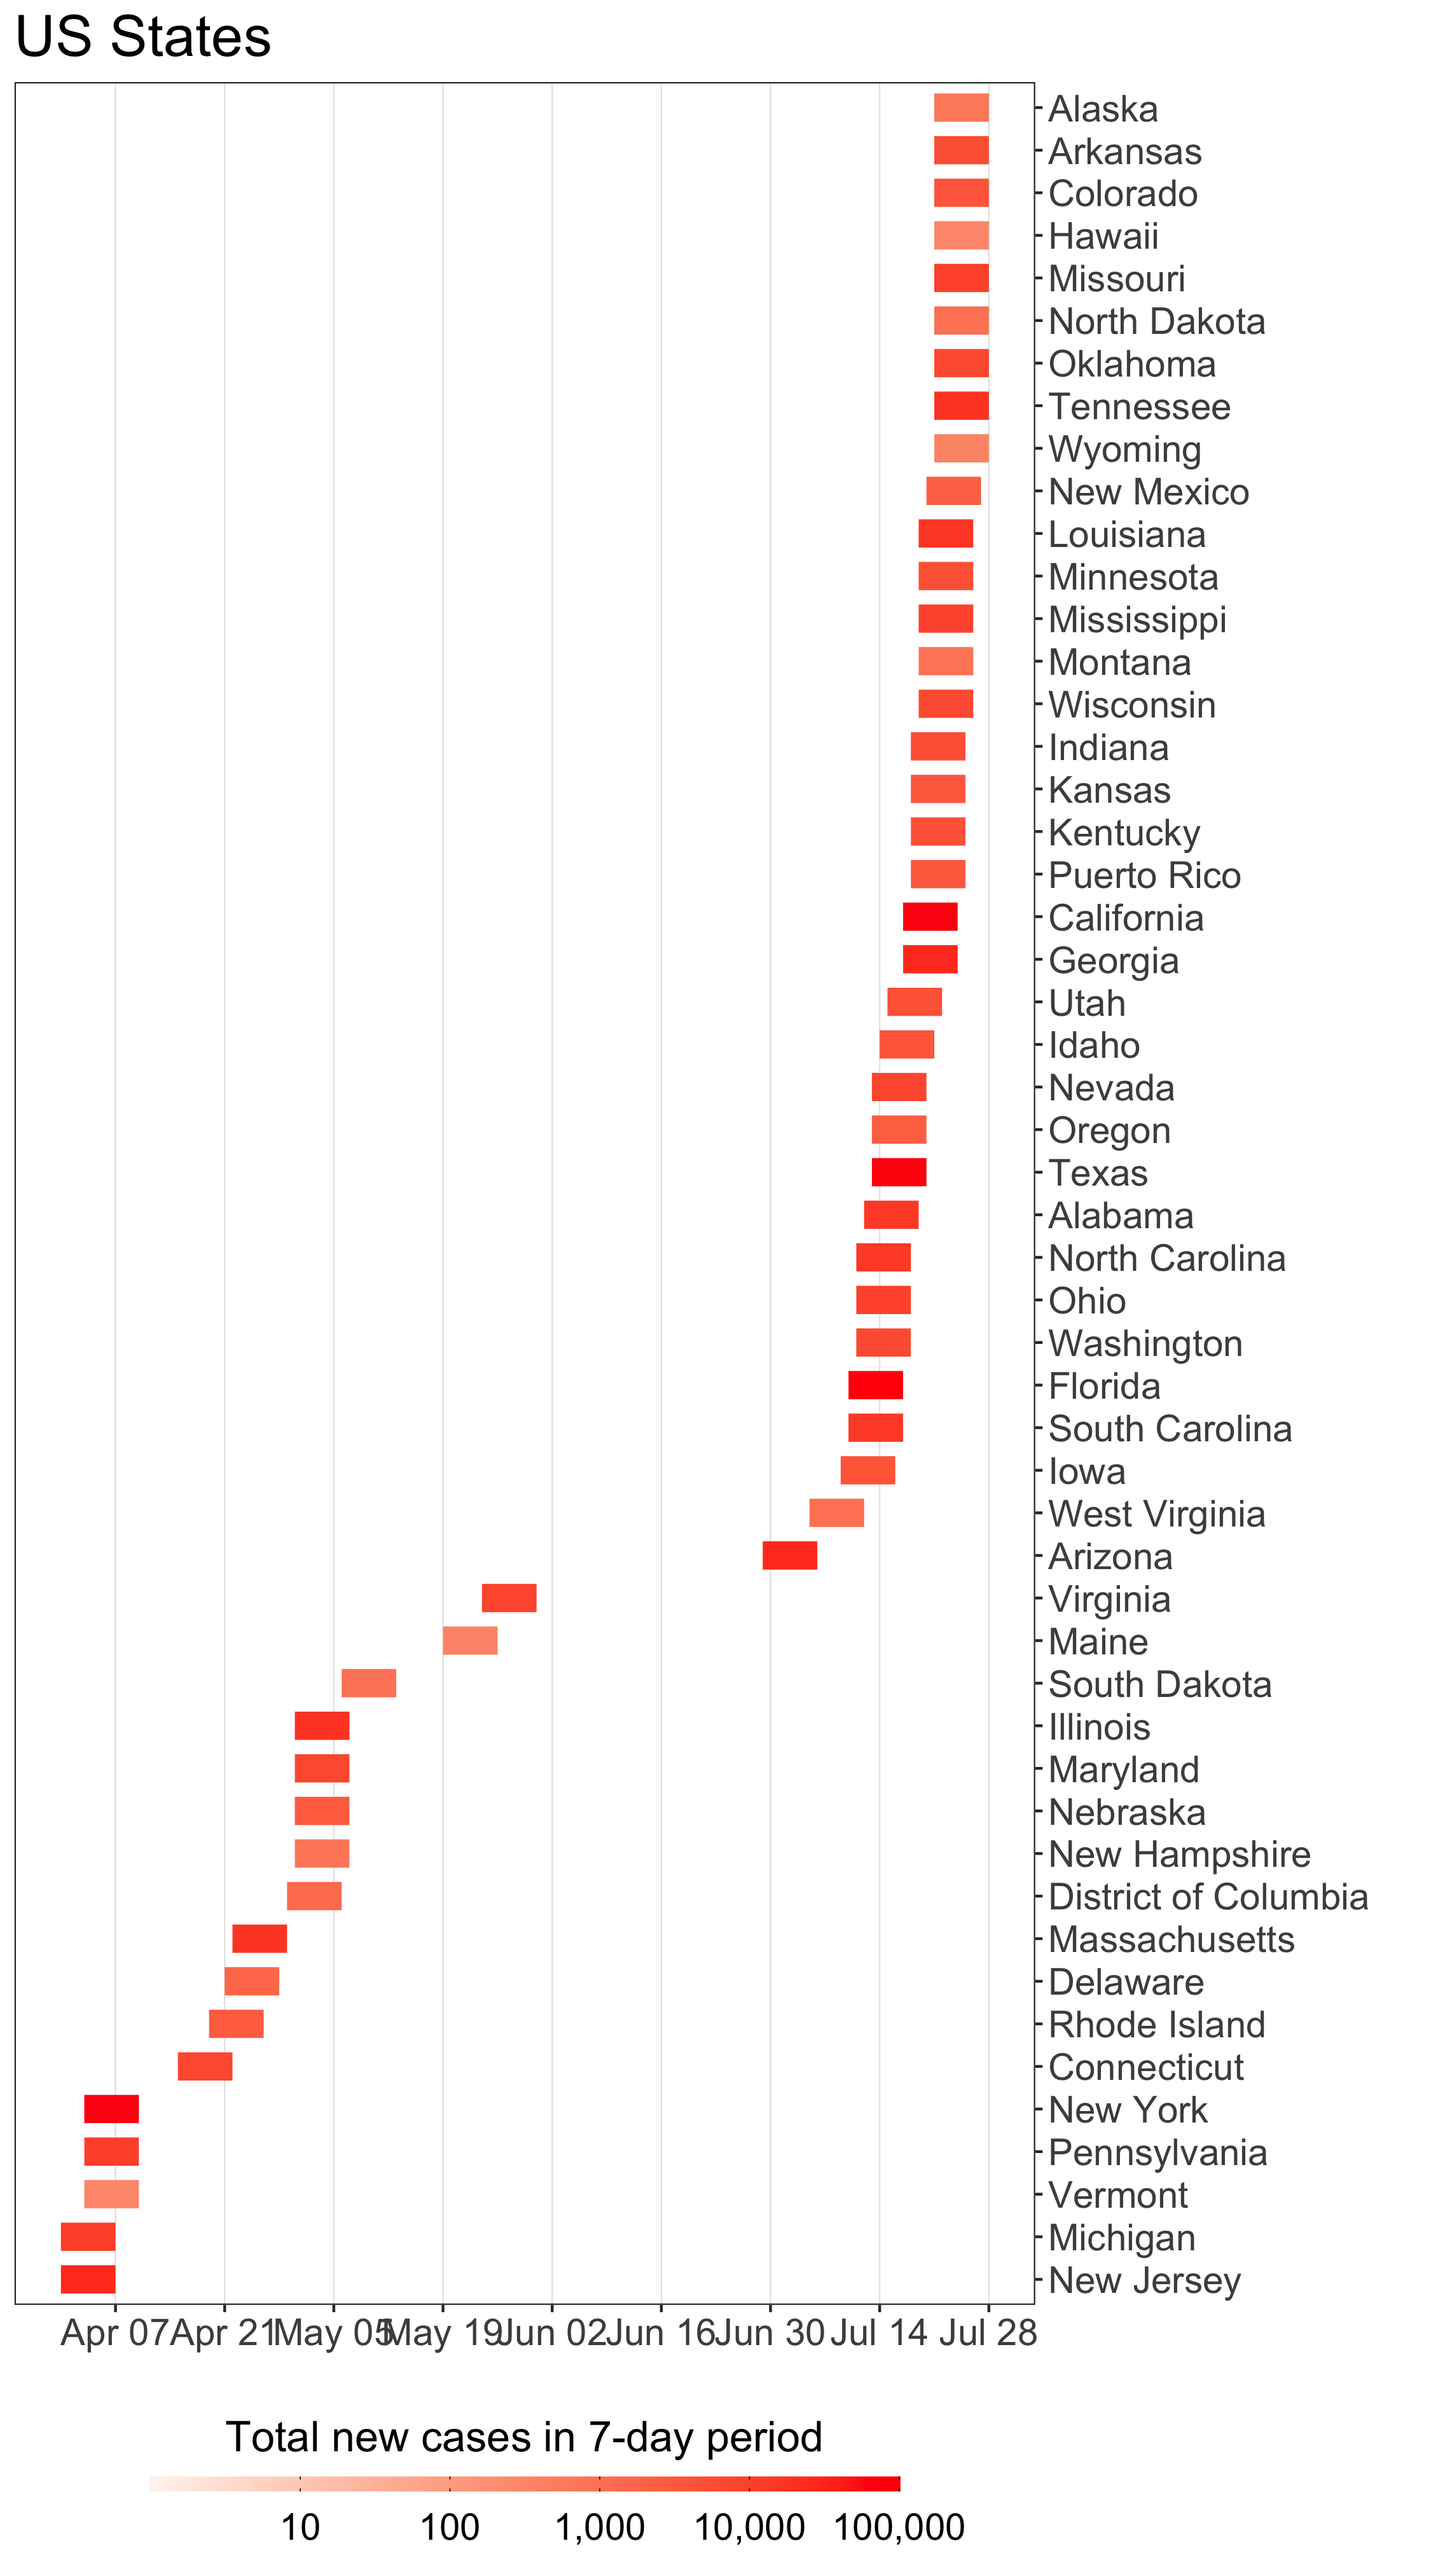 US States
Alaska
Arkansas
Colorado
Hawaii
Missouri
North Dakota
Oklahoma
Tennessee
Wyoming
New Mexico
Louisiana
Minnesota
Mississippi
Montana
Wisconsin
Indiana
Kansas
Kentucky
Puerto Rico
California
Georgia
Utah
Idaho
Nevada
Oregon
Texas
Alabama
North Carolina
Ohio
Washington
Florida
South Carolina
Iowa
West Virginia
Arizona
Virginia
Maine
South Dakota
Illinois
Maryland
Nebraska
New Hampshire
District of Columbia
Massachusetts
Delaware
Rhode Island
Connecticut
New York
Pennsylvania
Vermont
Michigan
New Jersey
Apr 07 Apr 21 May 05 May 19 Jun 02 Jun 16 Jun 30 Jul 14 Jul 28
Total new cases in 7-day period
10 100 1,000 10,000 100,000